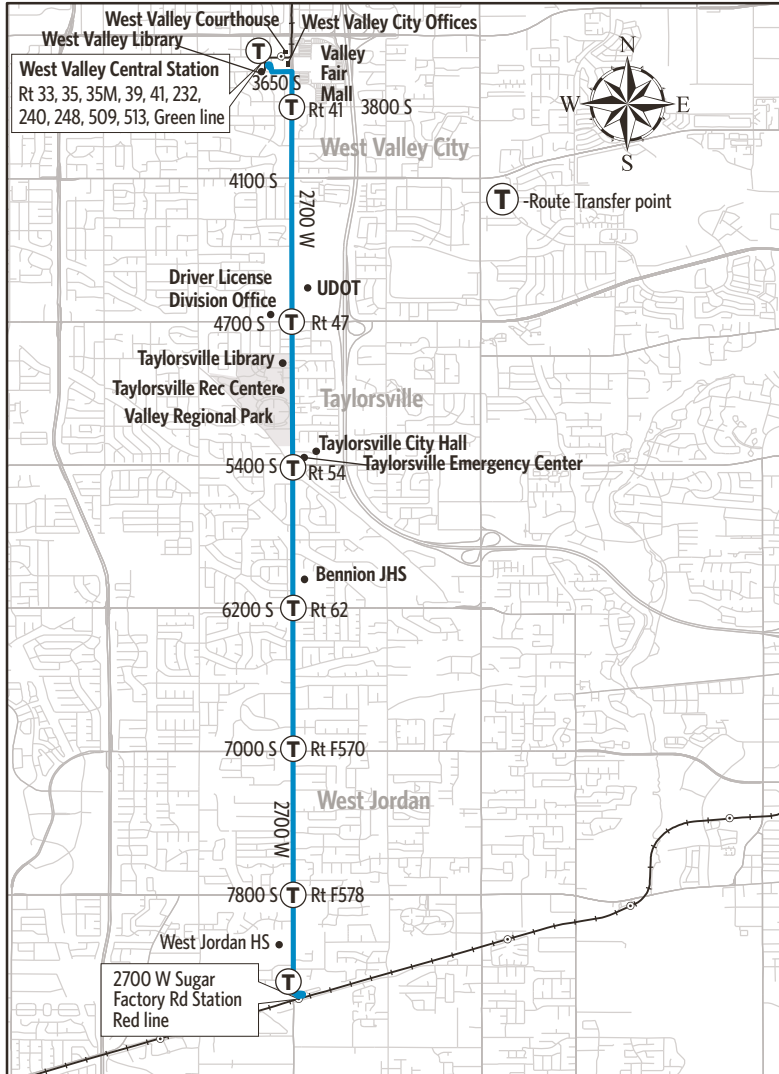 West Valley Courthouse
West Valley City Offices
West Valley Library
T
West Valley Central Station
Rt 33, 35, 35M, 39, 41, 232,
240, 248, 509, 513, Green line
Valley
Fair
Mall
3650 S
T Rt 41
3800 S
N
W E
S
West Valley City
4100 S
2700 W
T -Route Transfer point
Driver License
Division Office
UDOT
4700 S T Rt 47
Taylorsville Library
Taylorsville Rec Center
Valley Regional Park
Taylorsville
Taylorsville City Hall
Taylorsville Emergency Center
5400 S T Rt 54
Bennion JHS
6200 S T Rt 62
7000 S T Rt F570
West Jordan
2700 W
7800 S T Rt F578
West Jordan HS
T
2700 W Sugar
Factory Rd Station
Red line